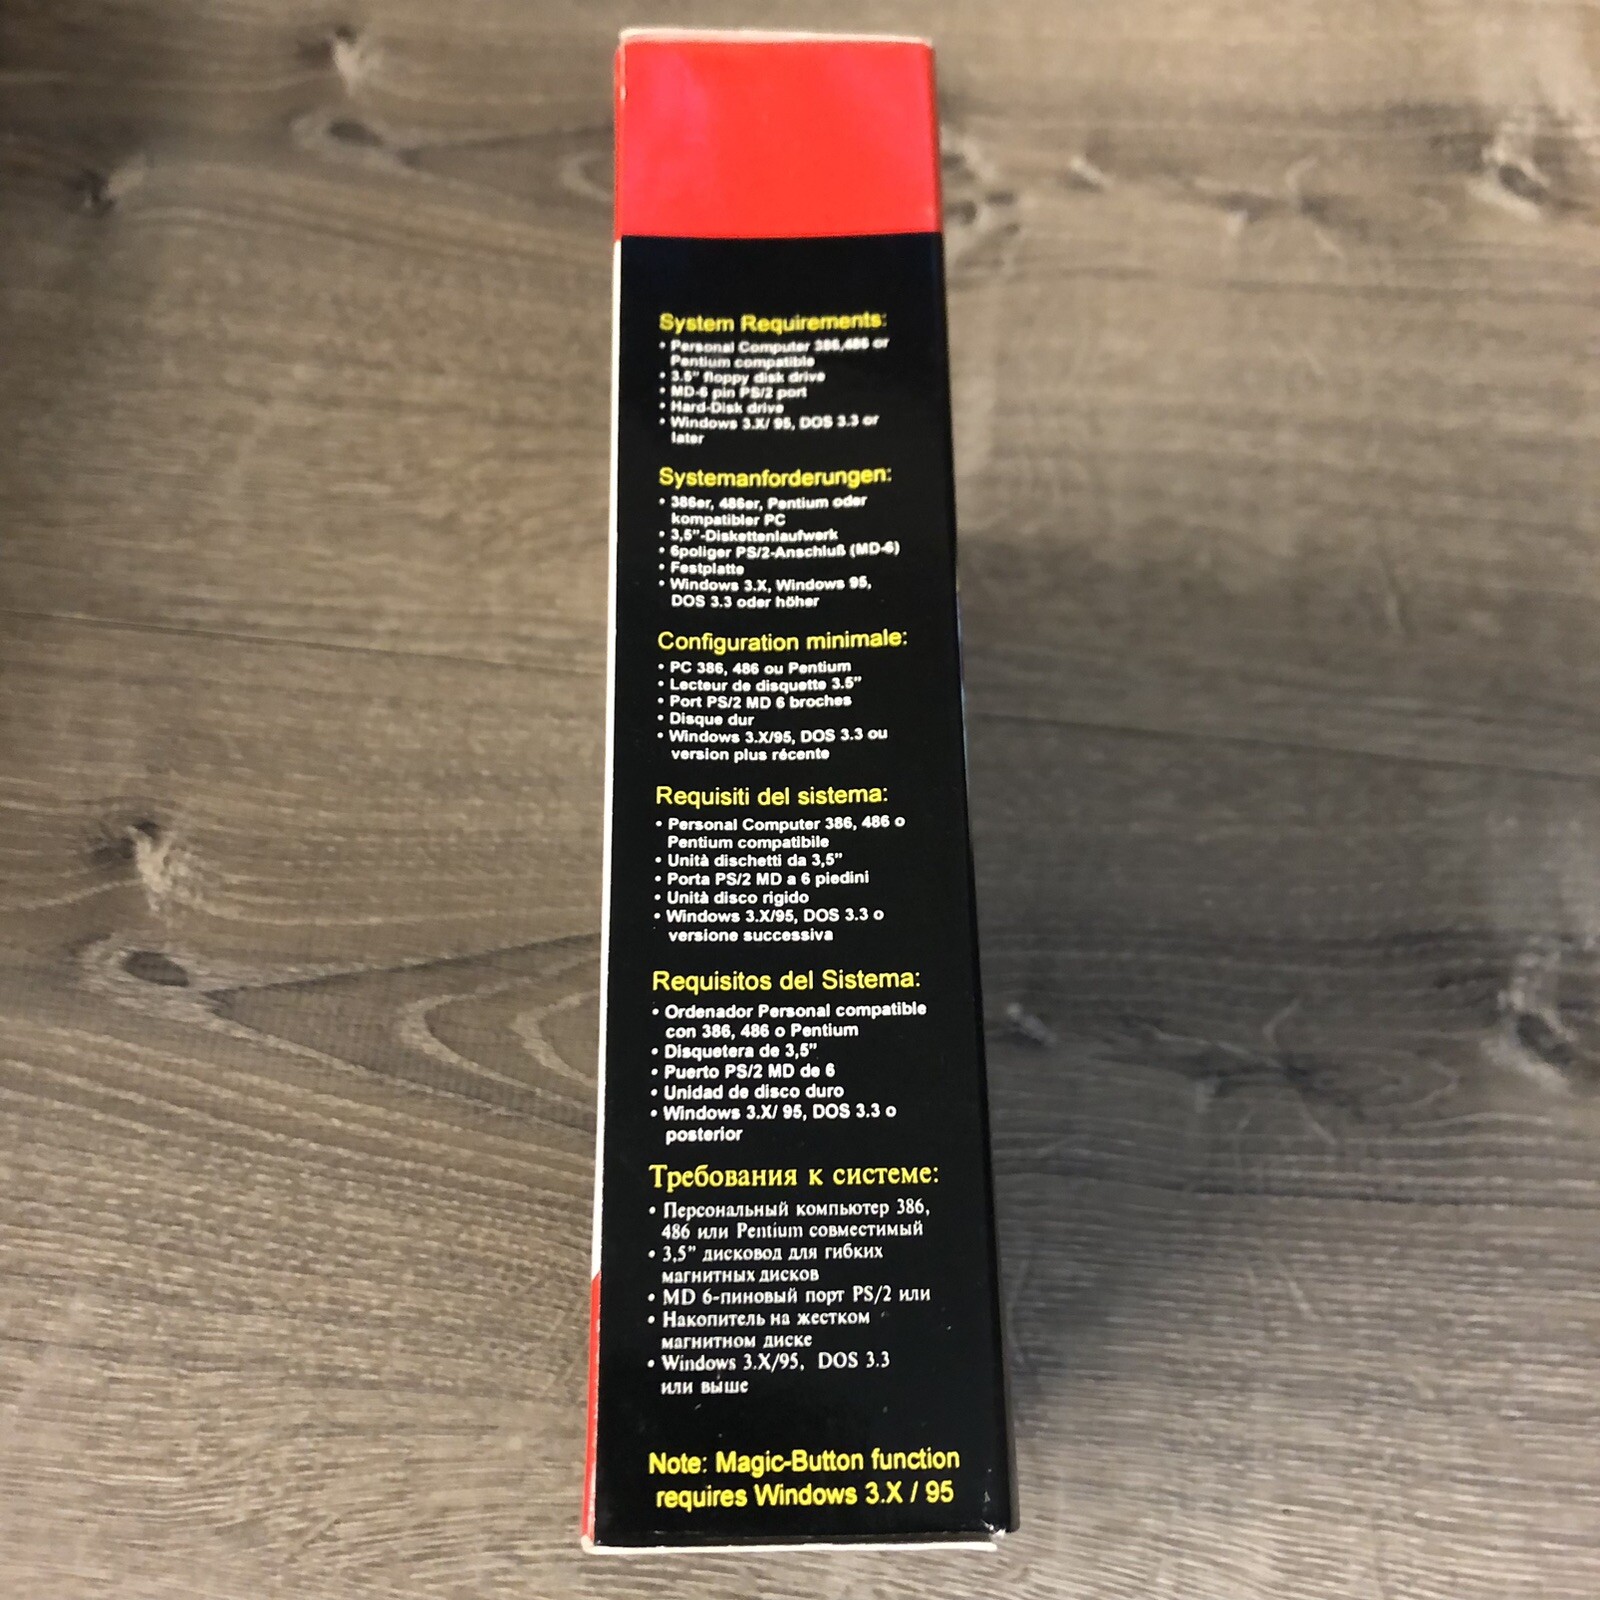 System Requirements:
• Personal Computer 386,486 or
Pentium compatible
• 3.5" floppy disk drive
• MD-6 pin PS/2 port
• Hard-Disk drive
• Windows 3.X/ 95, DOS 3.3 or
later
Systemanforderungen:
• 386er, 486er, Pentium oder
kompatibler PC
• 3,5"-Diskettenlaufwerk
• 6poliger PS/2-Anschluß (MD-6)
• Festplatte
• Windows 3.X, Windows 95,
DOS 3.3 oder höher
Configuration minimale:
• PC 386, 486 ou Pentium
• Lecteur de disquette 3.5"
• Port PS/2 MD 6 broches
• Disque dur
• Windows 3.X/95, DOS 3.3 ou
version plus récente
Requisiti del sistema:
• Personal Computer 386, 486 o
Pentium compatibile
• Unità dischetti da 3,5"
• Porta PS/2 MD a 6 piedini
• Unità disco rigido
• Windows 3.X/95, DOS 3.3 o
versione successiva
Requisitos del Sistema:
• Ordenador Personal compatible
con 386, 486 o Pentium
• Disquetera de 3,5"
• Puerto PS/2 MD de 6
• Unidad de disco duro
• Windows 3.X/ 95, DOS 3.3 o
posterior
Требования к системе:
• Персональный компьютер 386,
486 или Pentium совместимый
• 3,5" дисковод для гибких
магнитных дисков
• MD 6-пиновый порт PS/2 или
• Накопитель на жестком
магнитном диске
• Windows 3.X/95, DOS 3.3
или выше
Note: Magic-Button function
requires Windows 3.X / 95